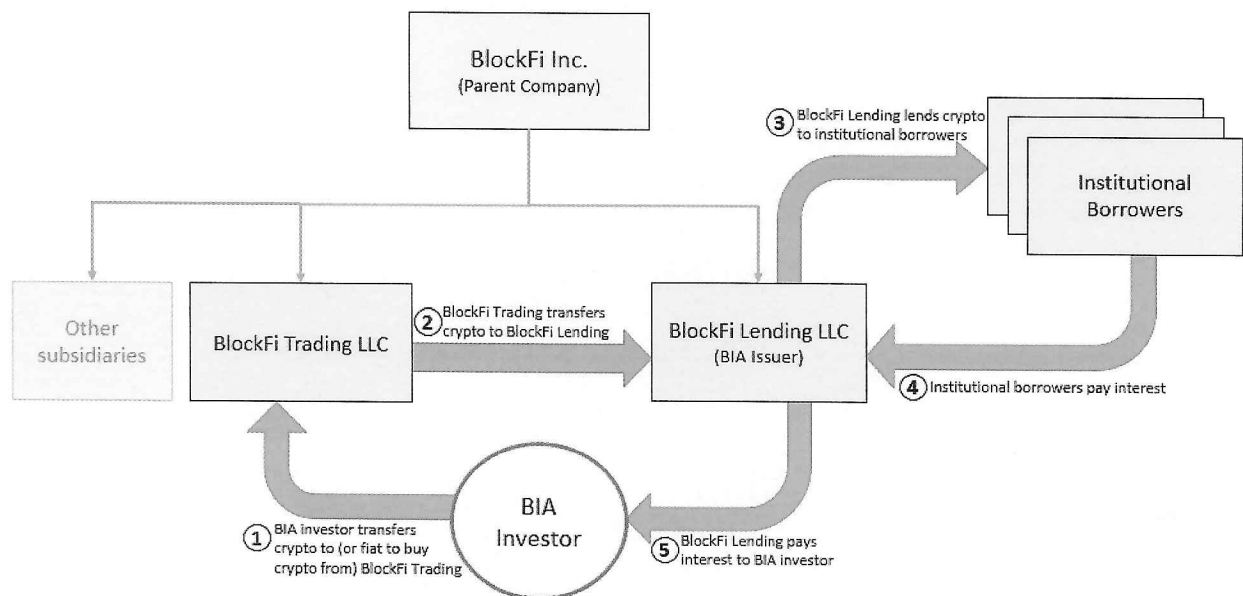 BlockFi Inc.
(Parent Company)
③ BlockFi Lending lends crypto
to institutional borrowers
Institutional
Borrowers
Other
subsidiaries
BlockFi Trading LLC
② BlockFi Trading transfers
crypto to BlockFi Lending
BlockFi Lending LLC
(BIA Issuer)
④ Institutional borrowers pay interest
BIA
Investor
① BIA investor transfers
crypto to (or fiat to buy
crypto from) BlockFi Trading
⑤ BlockFi Lending pays
interest to BIA investor